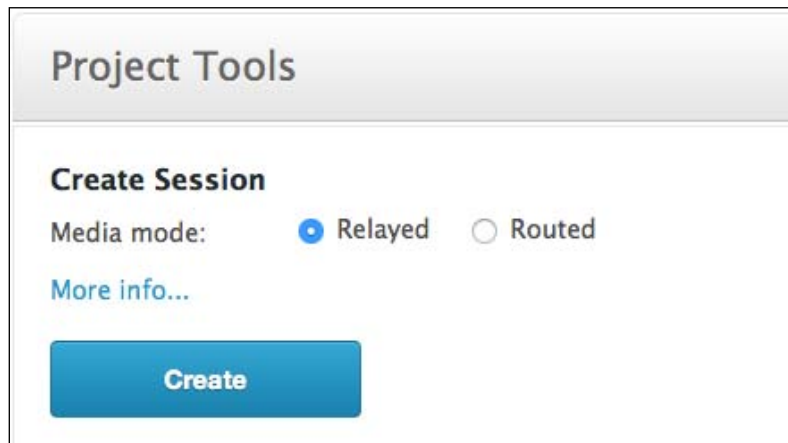 Project Tools
Create Session
Media mode: Relayed Routed
More info...
Create